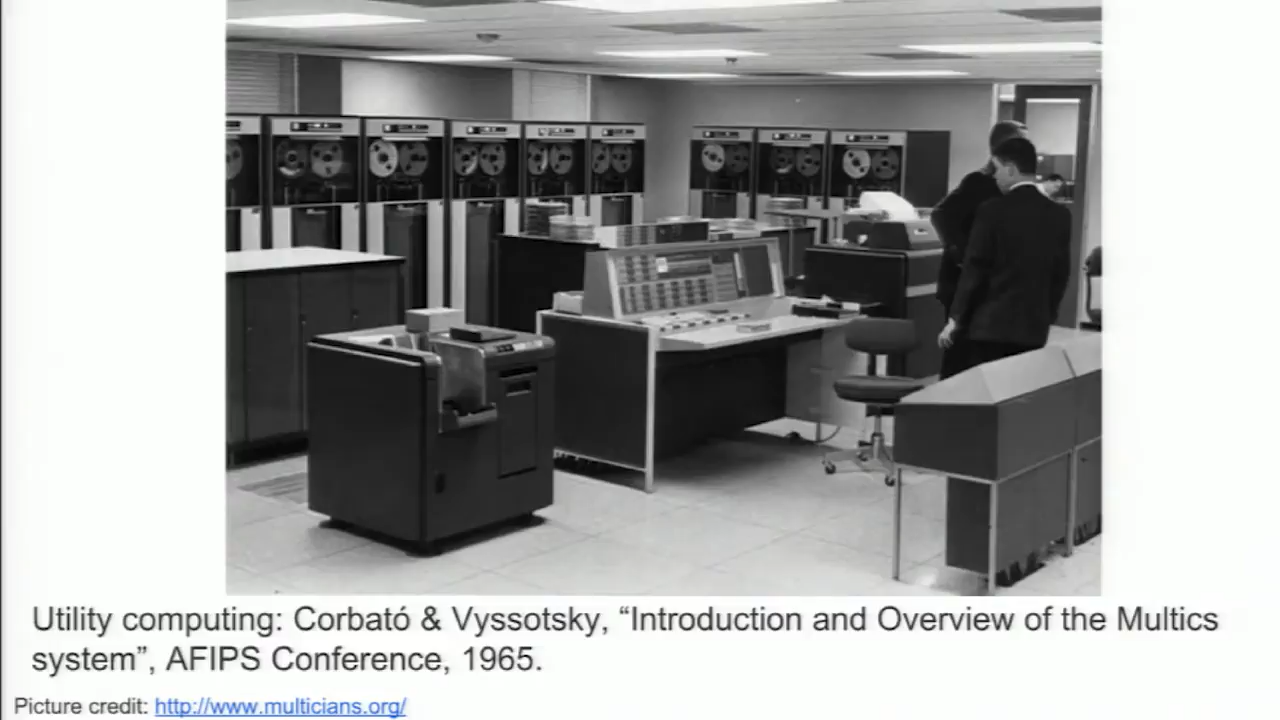 Utility computing: Corbató & Vyssotsky, “Introduction and Overview of the Multics
system”, AFIPS Conference, 1965.
Picture credit: http://www.multicians.org/